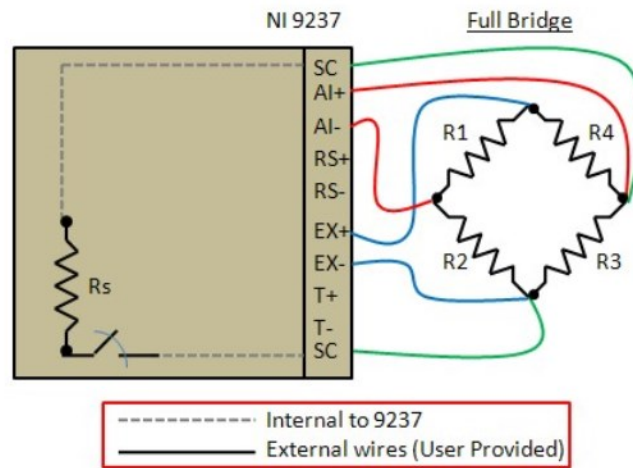 NI 9237
Full Bridge
SC
AI+
AI-
RS+
RS-
EX+
EX-
T+
T-
SC
R1
R4
R2
R3
Rs
Internal to 9237
External wires (User Provided)